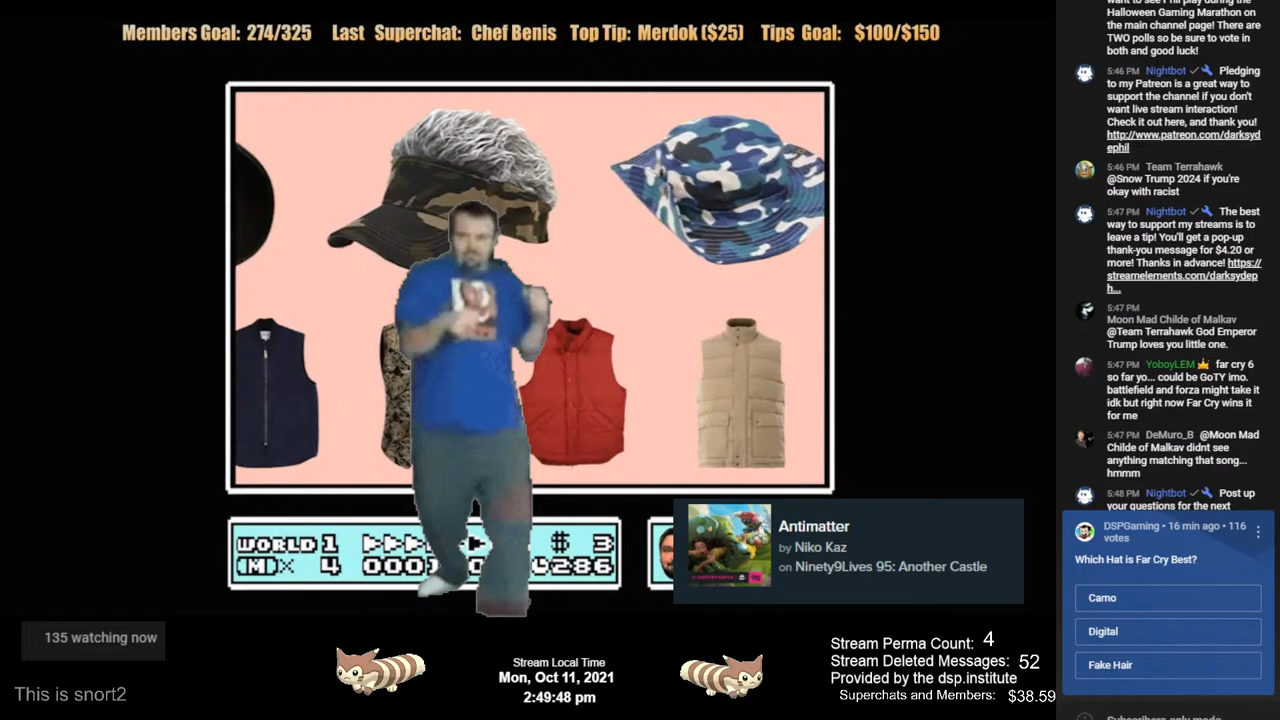 Members Goal: 274/325 Last Superchat: Chef Benis Top Tip: Merdok ($25) Tips Goal: $100/$150
WORLD 1
$ 3
(M)× 4
286
Antimatter
by Niko Kaz
on Ninety9Lives 95: Another Castle
135 watching now
This is snort2
Stream Local Time
Mon, Oct 11, 2021
2:49:48 pm
Stream Perma Count: 4
Stream Deleted Messages: 52
Provided by the dsp.institute
Superchats and Members: $38.59
want to see Phil play during the
Halloween Gaming Marathon on
the main channel page! There are
TWO polls so be sure to vote in
both and good luck!
5:46 PM Nightbot Pledging
to my Patreon is a great way to
support the channel if you don't
want live stream interaction!
Check it out here, and thank you!
http://www.patreon.com/darksyd
ephil
5:46 PM Team Terrahawk
@Snow Trump 2024 if you're
okay with racist
5:47 PM Nightbot The best
way to support my streams is to
leave a tip! You'll get a pop-up
thank-you message for $4.20 or
more! Thanks in advance! https://
streamelements.com/darksydep
h...
5:47 PM
Moon Mad Childe of Malkav
@Team Terrahawk God Emperor
Trump loves you little one.
5:47 PM YoboyLEM far cry 6
so far yo... could be GoTY imo.
battlefield and forza might take it
idk but right now Far Cry wins it
for me
5:47 PM DeMuro_B @Moon Mad
Childe of Malkav didnt see
anything matching that song...
hmmm
5:48 PM Nightbot Post up
your questions for the next
DSPGaming • 16 min ago • 116
votes
Which Hat is Far Cry Best?
Camo
Digital
Fake Hair
Subscribers-only mode